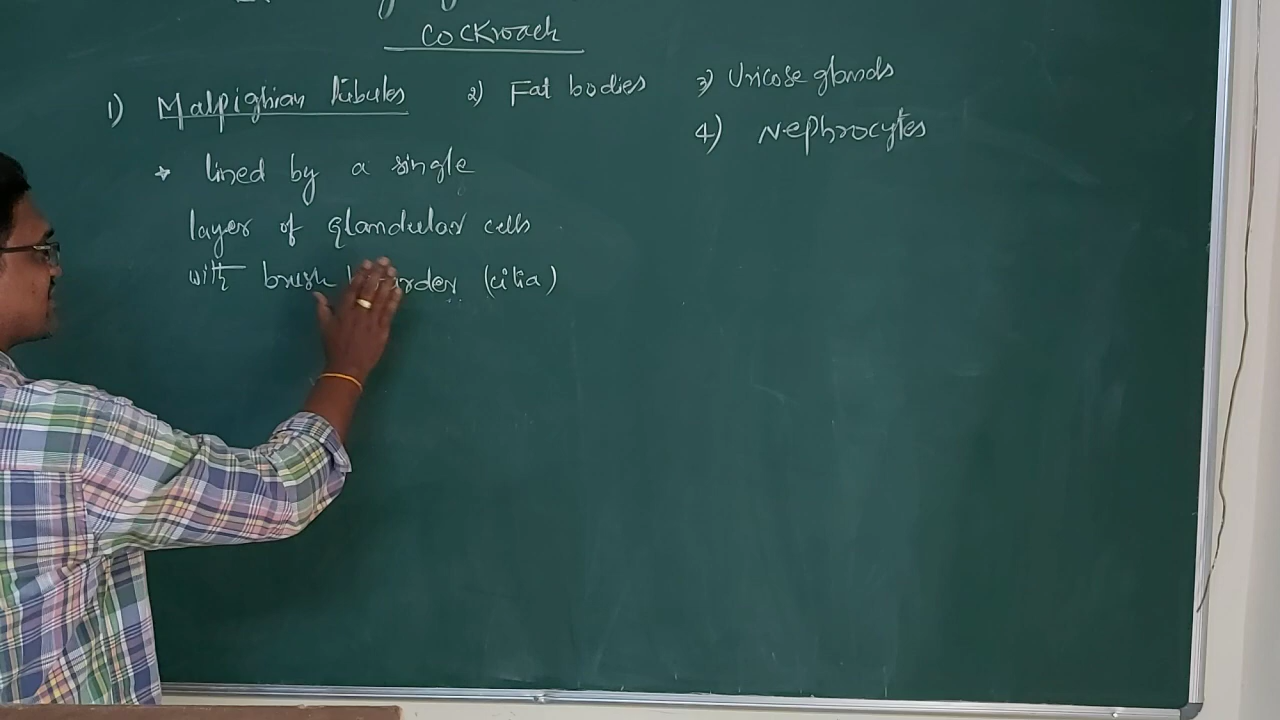 Cockroach
1) Malpighian tubules 2) Fat bodies 3) Uricose glands
4) Nephrocytes
* lined by a single
layer of glandular cells
with brush (cilia)